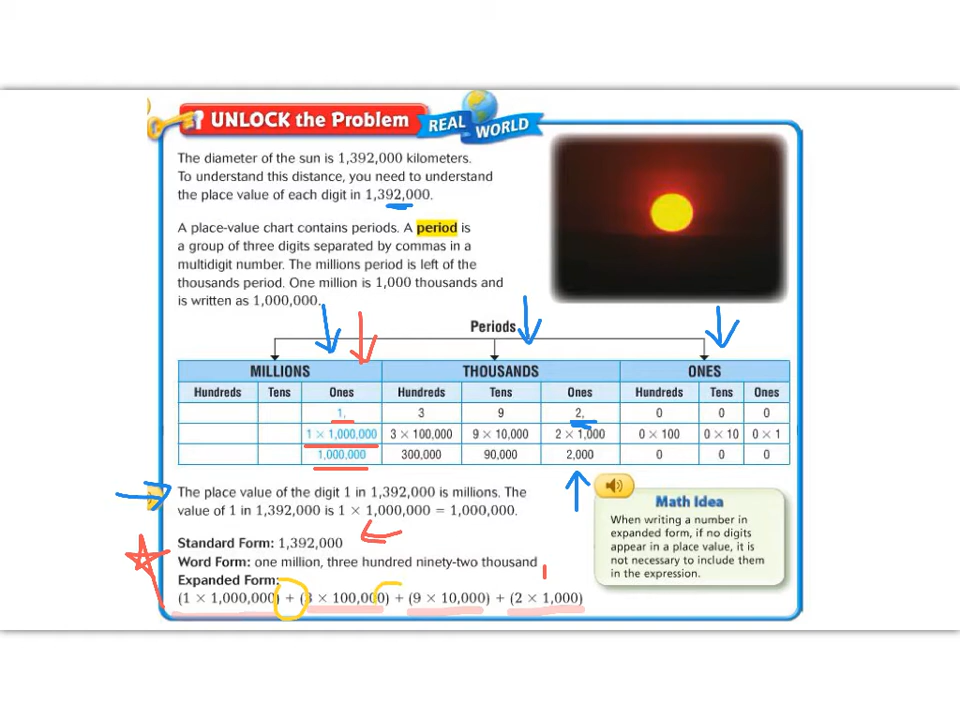 UNLOCK the Problem REAL WORLD
The diameter of the sun is 1,392,000 kilometers.
To understand this distance, you need to understand
the place value of each digit in 1,392,000.
A place-value chart contains periods. A period is
a group of three digits separated by commas in a
multidigit number. The millions period is left of the
thousands period. One million is 1,000 thousands and
is written as 1,000,000.
Periods
MILLIONS THOUSANDS ONES
Hundreds Tens Ones Hundreds Tens Ones Hundreds Tens Ones
1, 3 9 2, 0 0 0
1 × 1,000,000 3 × 100,000 9 × 10,000 2 × 1,000 0 × 100 0 × 10 0 × 1
1,000,000 300,000 90,000 2,000 0 0 0
The place value of the digit 1 in 1,392,000 is millions. The
value of 1 in 1,392,000 is 1 × 1,000,000 = 1,000,000.
Standard Form: 1,392,000
Word Form: one million, three hundred ninety-two thousand
Expanded Form:
(1 × 1,000,000) + (3 × 100,000) + (9 × 10,000) + (2 × 1,000)
Math Idea
When writing a number in
expanded form, if no digits
appear in a place value, it is
not necessary to include them
in the expression.